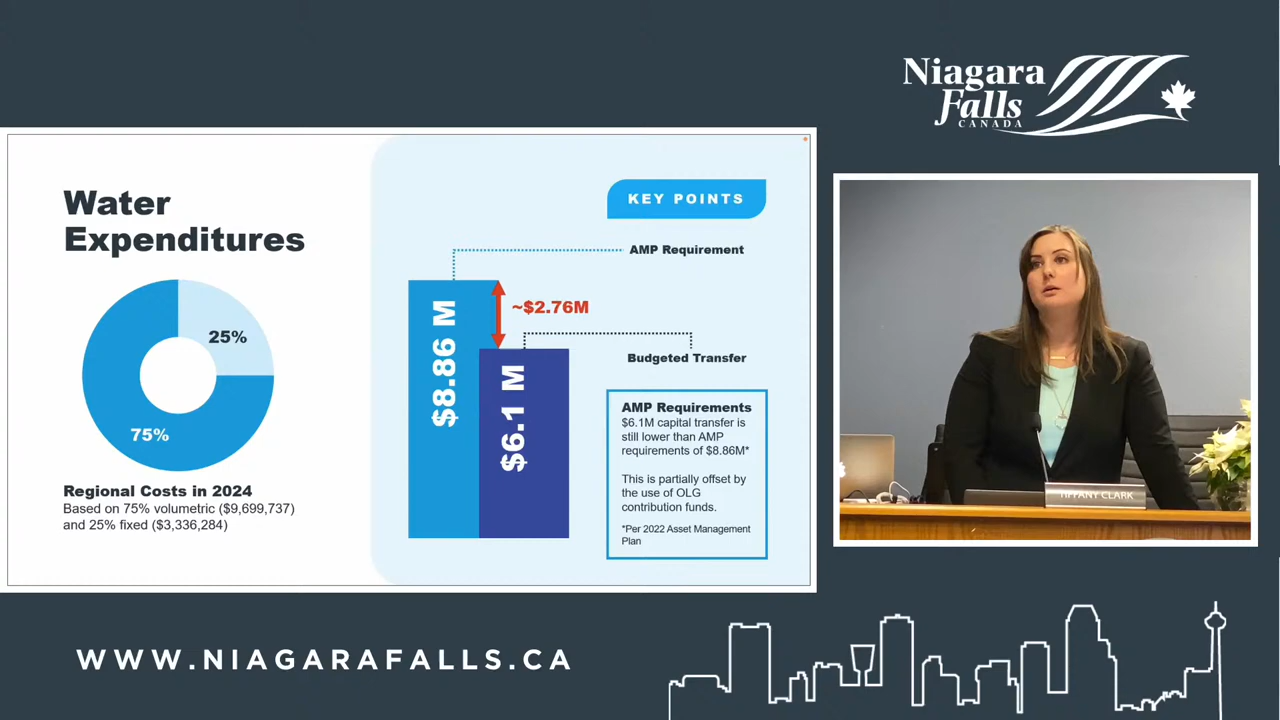 Niagara
Falls
CANADA
Water
Expenditures
25%
75%
Regional Costs in 2024
Based on 75% volumetric ($9,699,737)
and 25% fixed ($3,336,284)
KEY POINTS
AMP Requirement
~$2.76M
$8.86 M
$6.1 M
Budgeted Transfer
AMP Requirements
$6.1M capital transfer is
still lower than AMP
requirements of $8.86M*
This is partially offset by
the use of OLG
contribution funds.
*Per 2022 Asset Management
Plan
TIFFANY CLARK
WWW.NIAGARAFALLS.CA